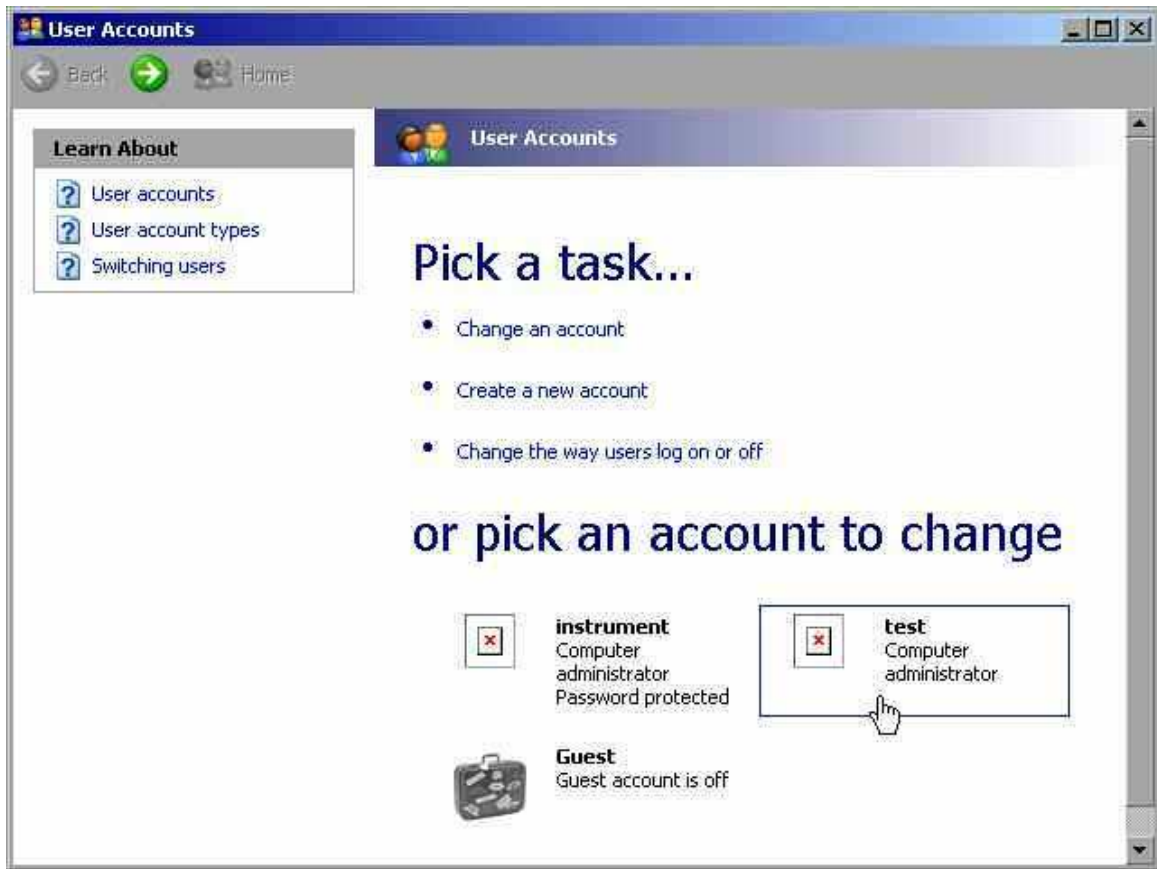 User Accounts
Back
Home
Learn About
User accounts
User account types
Switching users
User Accounts
Pick a task...
Change an account
Create a new account
Change the way users log on or off
or pick an account to change
instrument
Computer
administrator
Password protected
test
Computer
administrator
Guest
Guest account is off